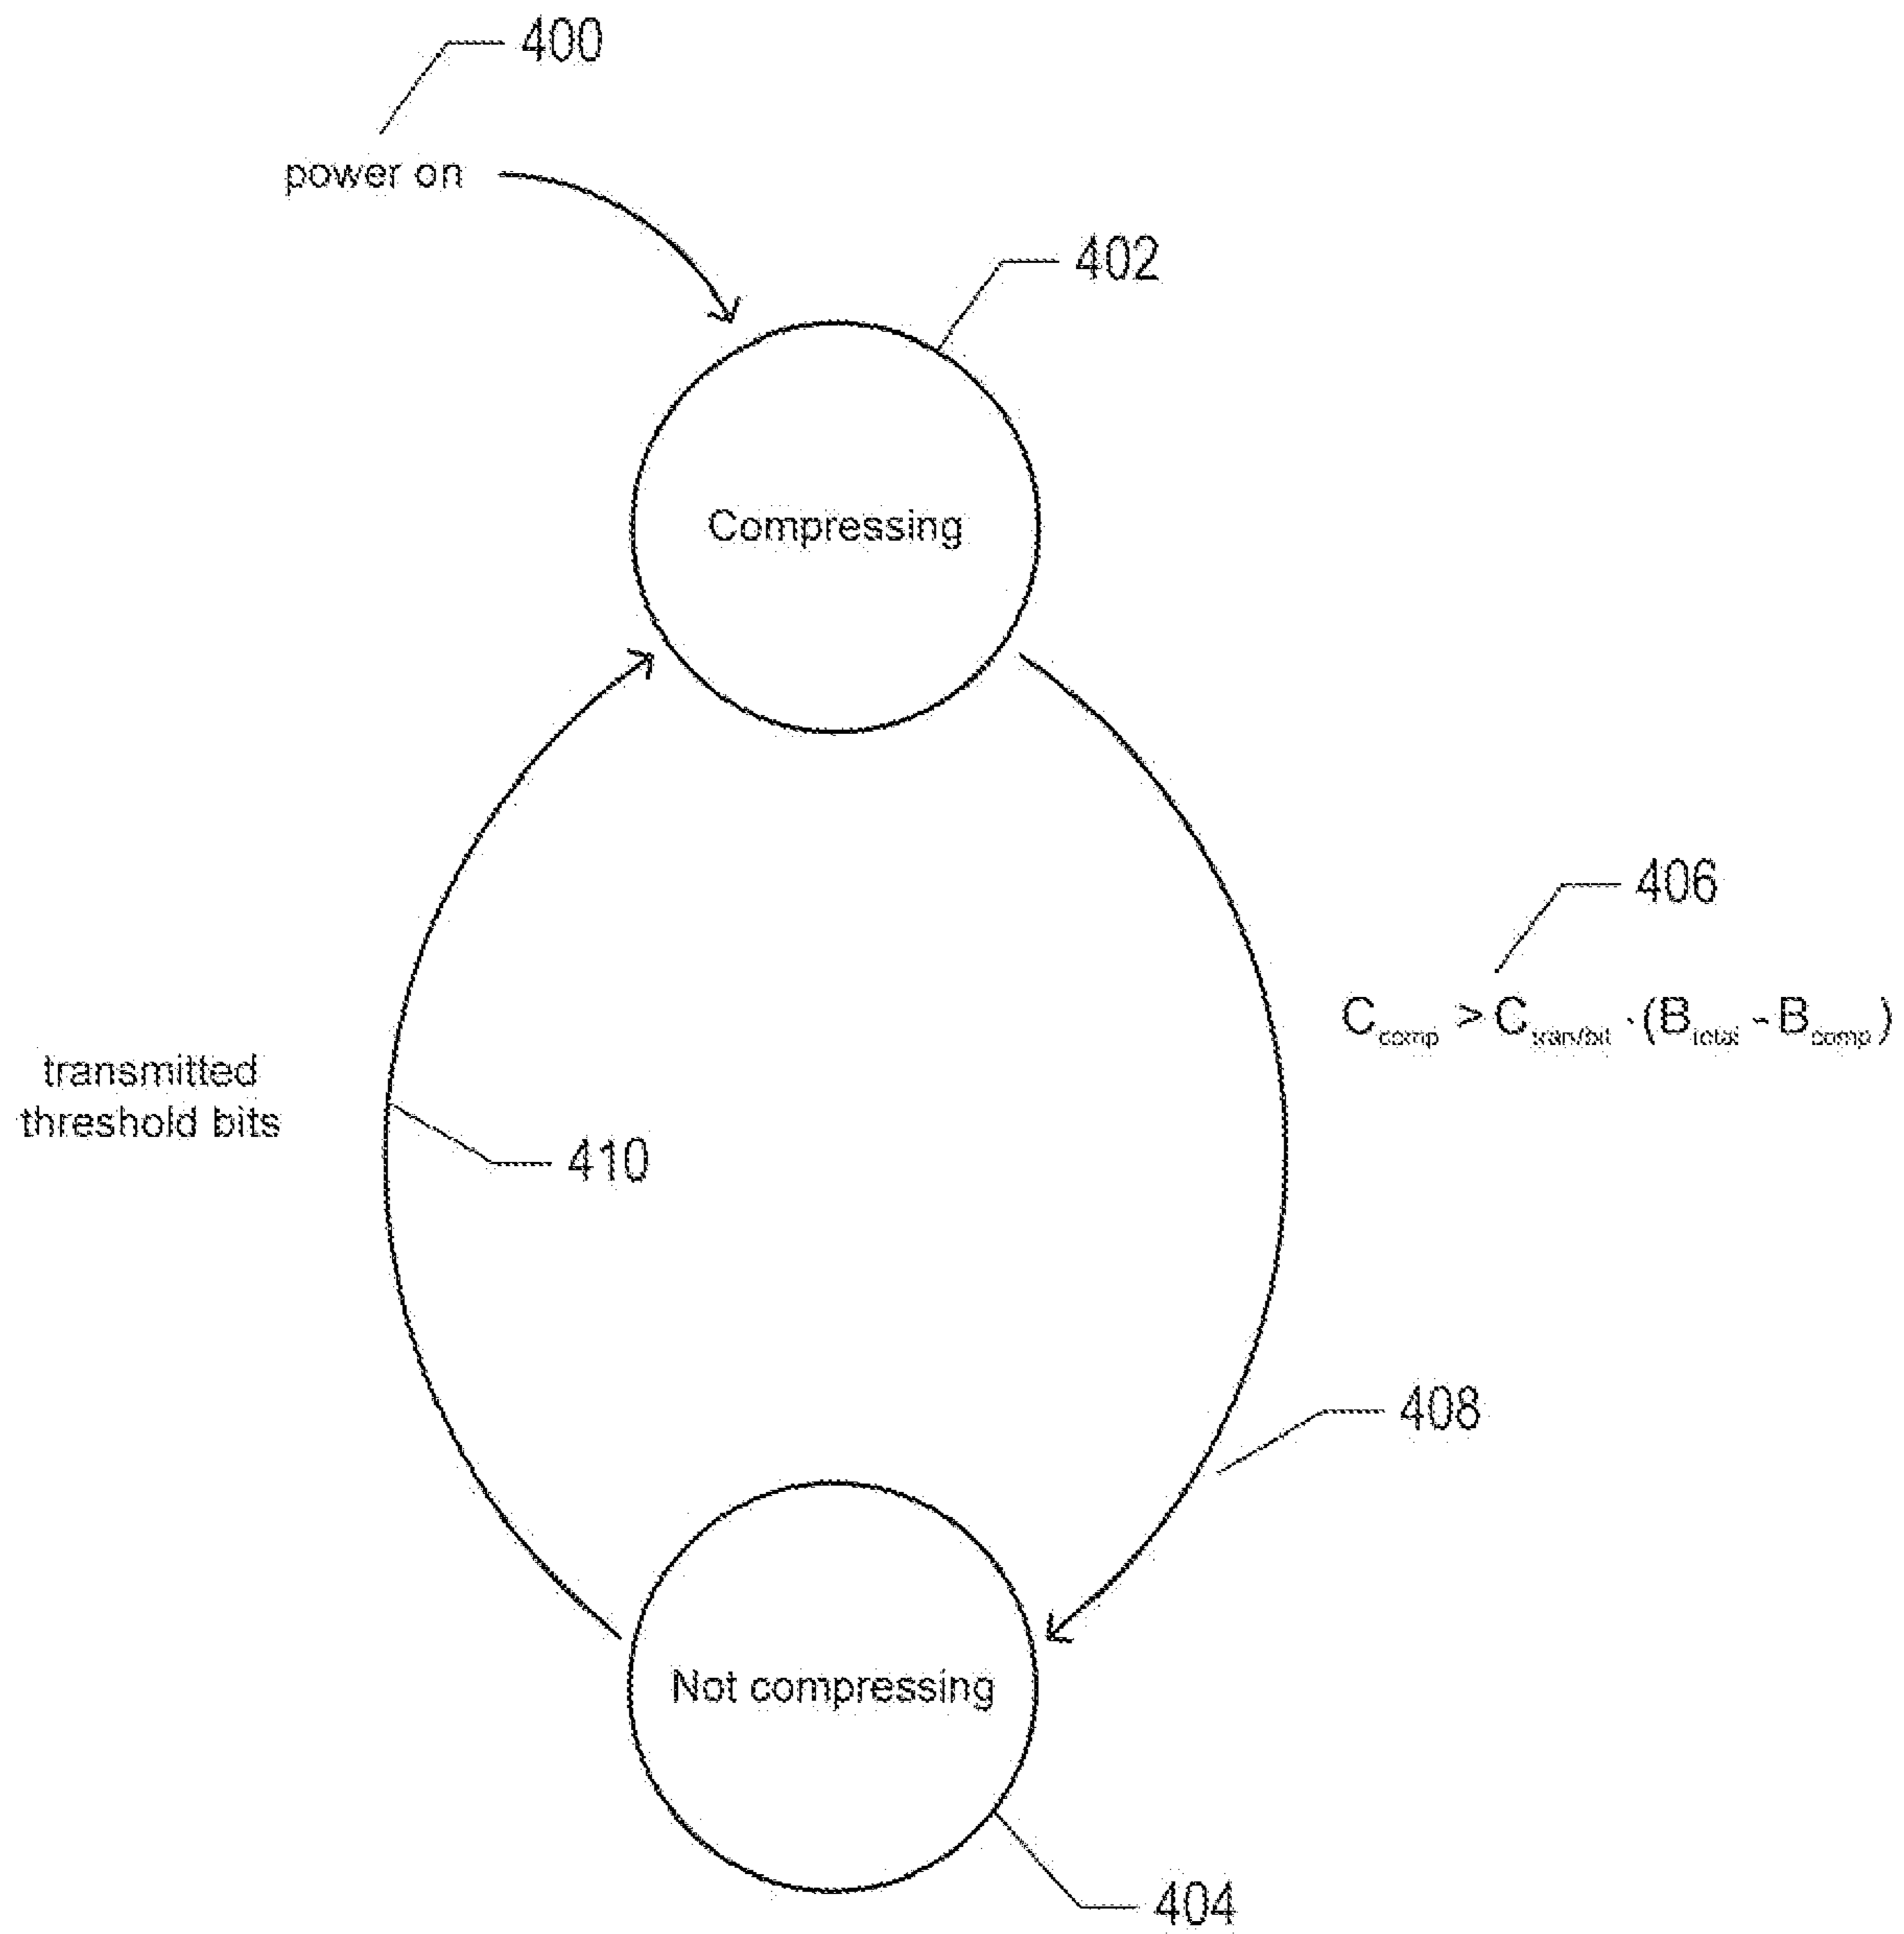 400
power on
402
Compressing
406
C_comp > C_tran/bit · (B_total - B_comp)
transmitted
threshold bits
410
408
Not compressing
404